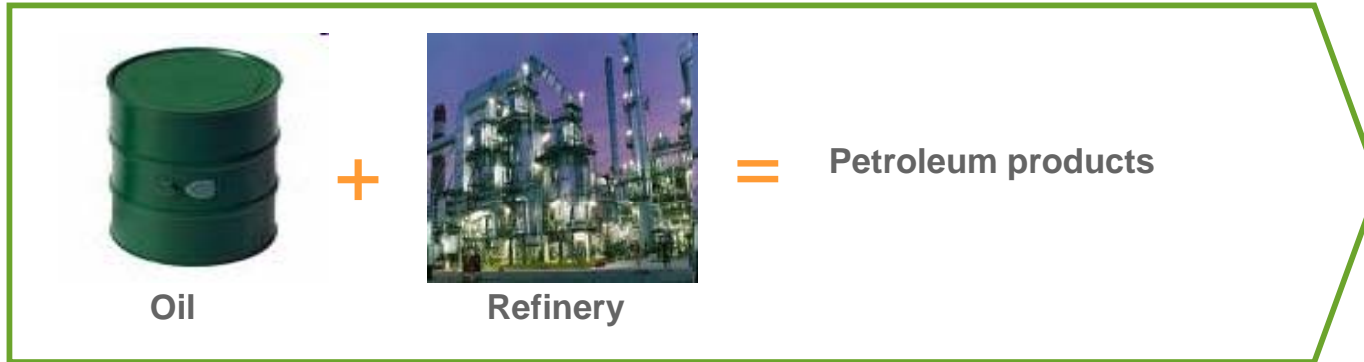 +
=
Petroleum products
Oil
Refinery